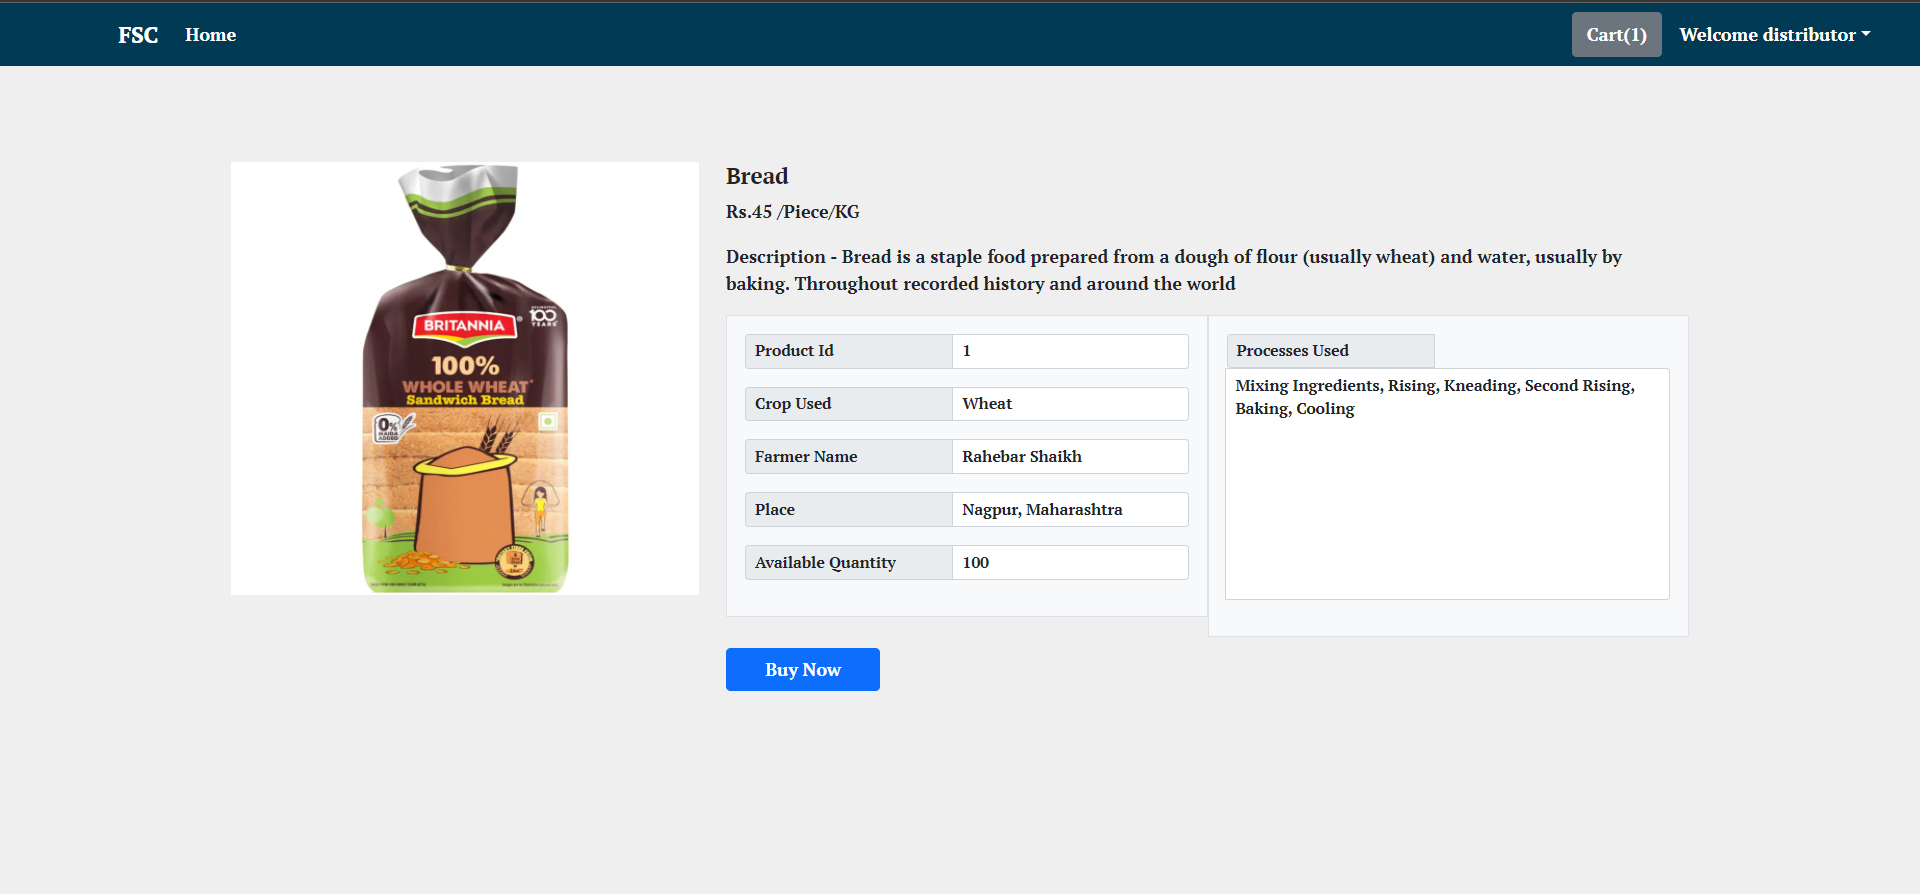 FSC Home Cart(1) Welcome distributor
BRITANNIA
100 YEARS
100%
WHOLE WHEAT*
Sandwich Bread
0%
MAIDA
ADDED
Bread
Rs.45 /Piece/KG
Description - Bread is a staple food prepared from a dough of flour (usually wheat) and water, usually by
baking. Throughout recorded history and around the world
Product Id 1
Crop Used Wheat
Farmer Name Rahebar Shaikh
Place Nagpur, Maharashtra
Available Quantity 100
Processes Used
Mixing Ingredients, Rising, Kneading, Second Rising,
Baking, Cooling
Buy Now